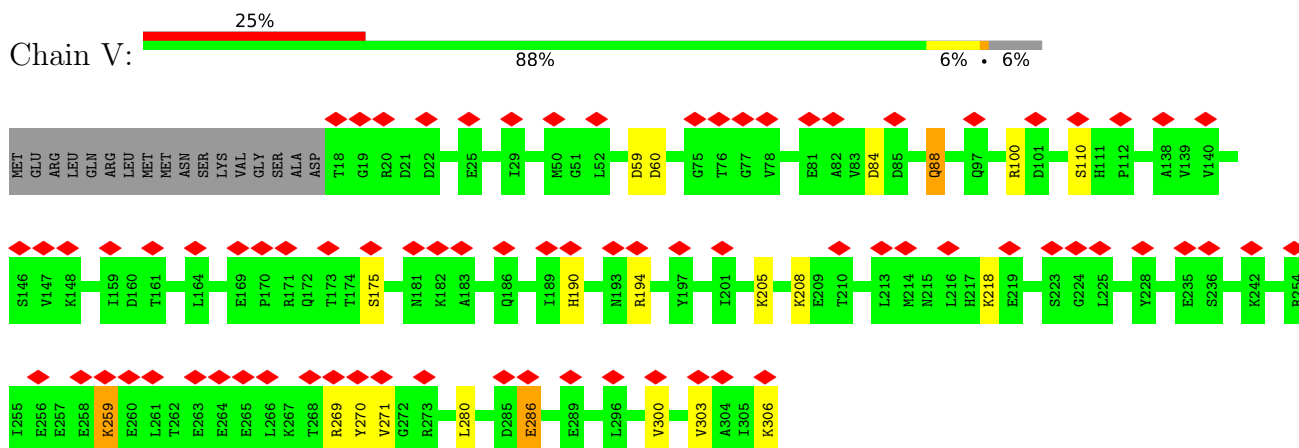 25%
Chain V:
88% 6% • 6%
MET GLU ARG LEU GLN ARG LEU MET MET ASN SER LYS VAL GLY SER ALA ASP T18 G19 R20 D21 D22 E25 I29 M50 G51 L52 D59 D60 G75 T76 G77 V78 E81 A82 V83 D84 D85 Q88 Q97 R100 D101 S110 H111 P112 A138 V139 V140
S146 V147 K148 I159 D160 T161 L164 E169 P170 R171 Q172 T173 T174 S175 N181 K182 A183 Q186 I189 H190 N193 R194 Y197 I201 K205 K208 E209 T210 L213 M214 N215 L216 H217 K218 E219 S223 G224 L225 Y228 E235 S236 K242 R254
I255 E256 E257 E258 K259 E260 L261 T262 E263 E264 E265 L266 K267 T268 R269 Y270 V271 G272 R273 L280 D285 E286 E289 L296 V300 V303 A304 I305 K306